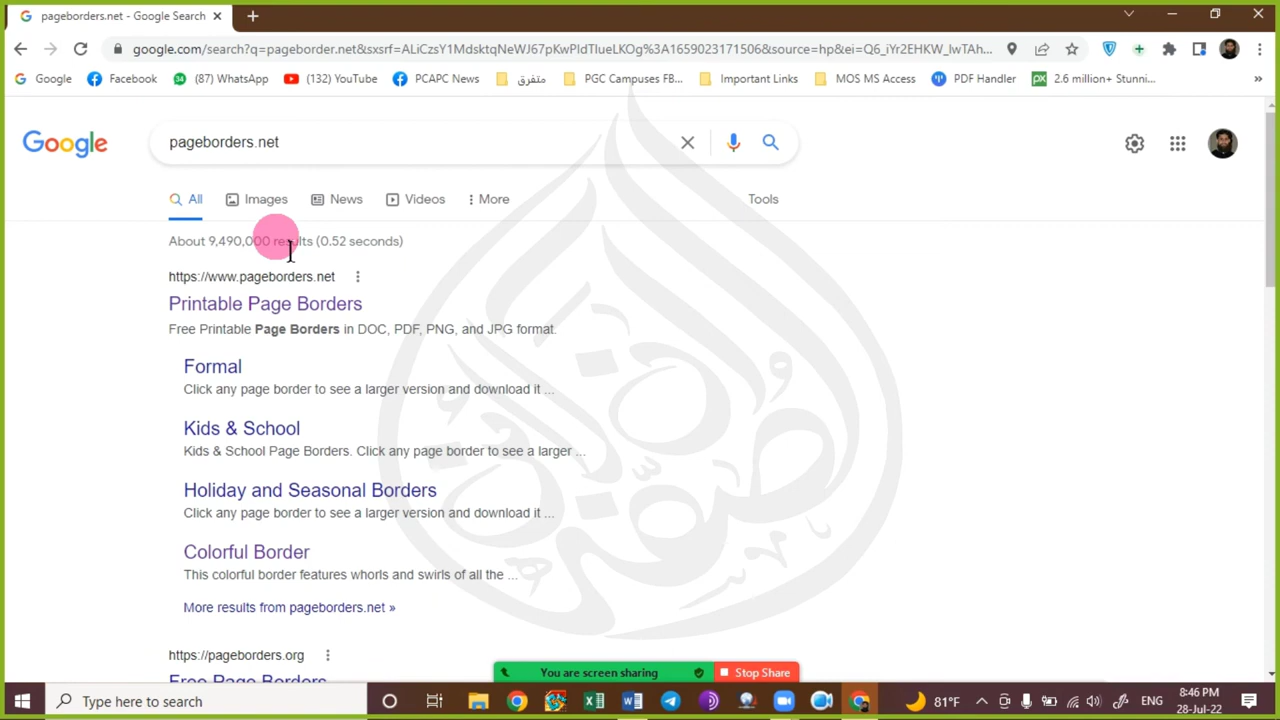 pageborders.net - Google Search
google.com/search?q=pageborder.net&sxsrf=ALiCzsY1MdsktqNeWJ67pKwPldTlueLKOg%3A1659023171506&source=hp&ei=Q6_iYr2EHKW_lwTAh...
Google
Facebook
(87) WhatsApp
(132) YouTube
PCAPC News
متفرق
PGC Campuses FB...
Important Links
MOS MS Access
PDF Handler
2.6 million+ Stunni...
Google
pageborders.net
All
Images
News
Videos
More
Tools
About 9,490,000 results (0.52 seconds)
https://www.pageborders.net
Printable Page Borders
Free Printable Page Borders in DOC, PDF, PNG, and JPG format.
Formal
Click any page border to see a larger version and download it ...
Kids & School
Kids & School Page Borders. Click any page border to see a larger ...
Holiday and Seasonal Borders
Click any page border to see a larger version and download it ...
Colorful Border
This colorful border features whorls and swirls of all the ...
More results from pageborders.net »
https://pageborders.org
Free Page Borders
You are screen sharing
Stop Share
Type here to search
81°F
ENG
8:46 PM
28-Jul-22